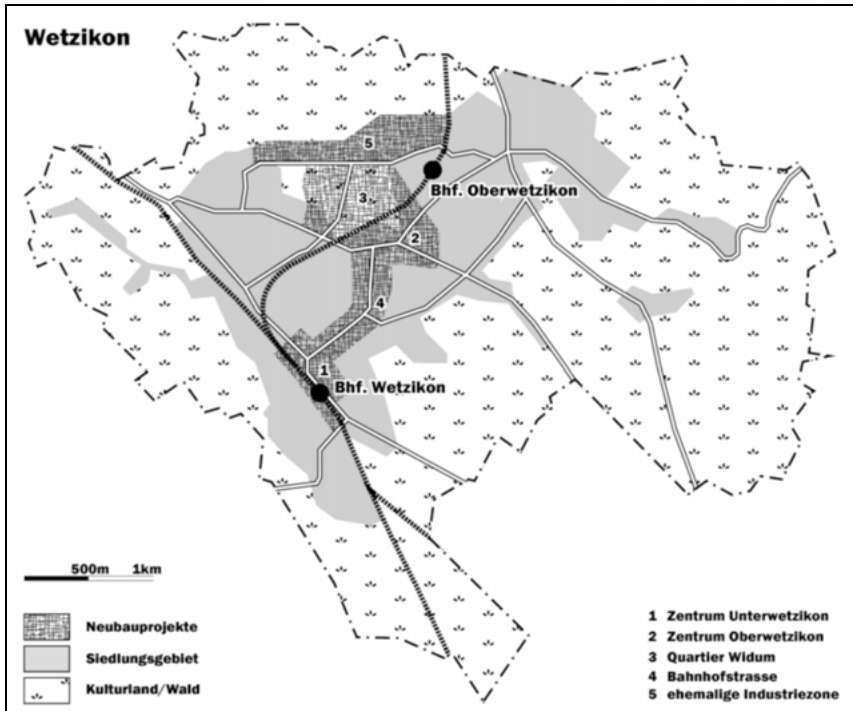 Wetzikon
5
Bhf. Oberwetzikon
3
2
4
1
Bhf. Wetzikon
500m 1km
Neubauprojekte
Siedlungsgebiet
Kulturland/Wald
1 Zentrum Unterwetzikon
2 Zentrum Oberwetzikon
3 Quartier Widum
4 Bahnhofstrasse
5 ehemalige Industriezone